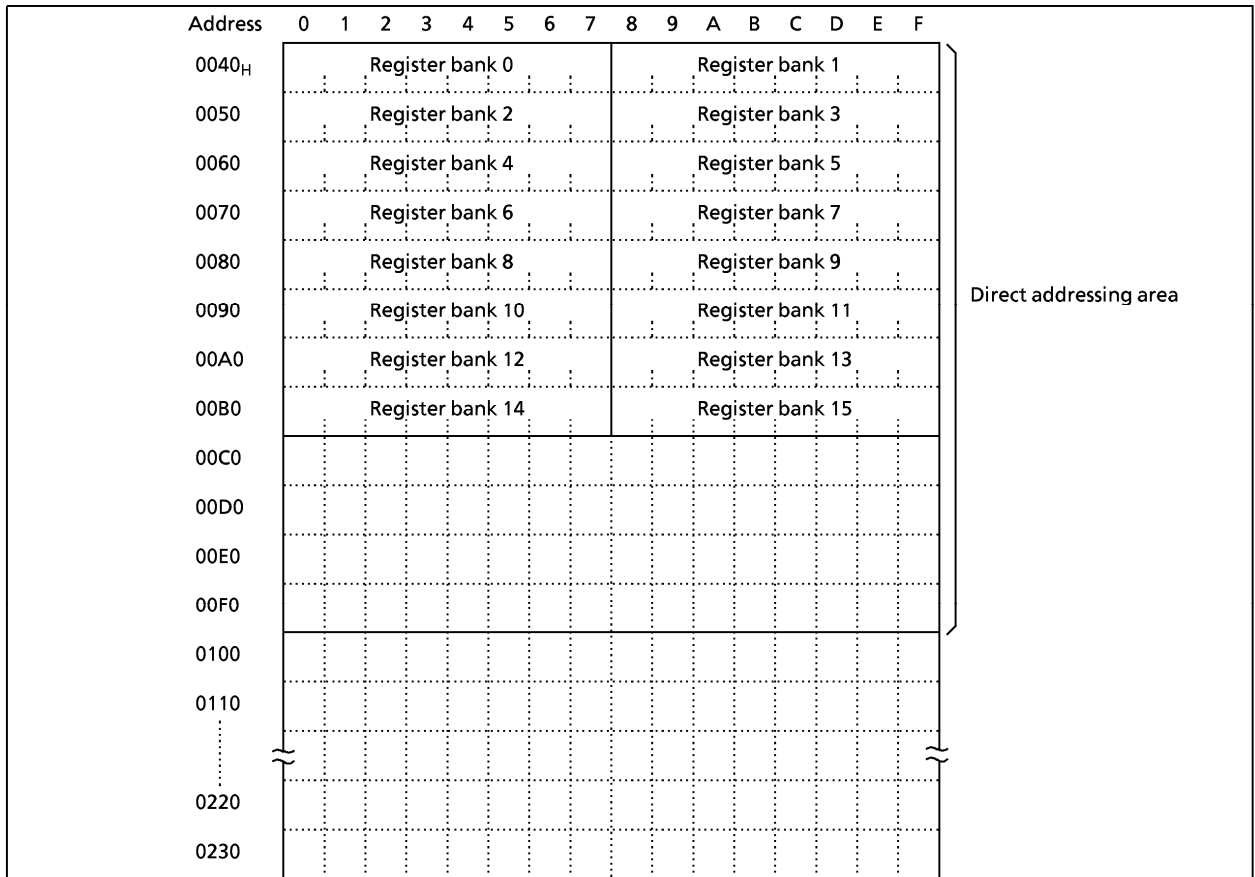 Address 0 1 2 3 4 5 6 7 8 9 A B C D E F
0040H Register bank 0 Register bank 1
0050 Register bank 2 Register bank 3
0060 Register bank 4 Register bank 5
0070 Register bank 6 Register bank 7
0080 Register bank 8 Register bank 9
0090 Register bank 10 Register bank 11
Direct addressing area
00A0 Register bank 12 Register bank 13
00B0 Register bank 14 Register bank 15
00C0
00D0
00E0
00F0
0100
0110
0220
0230